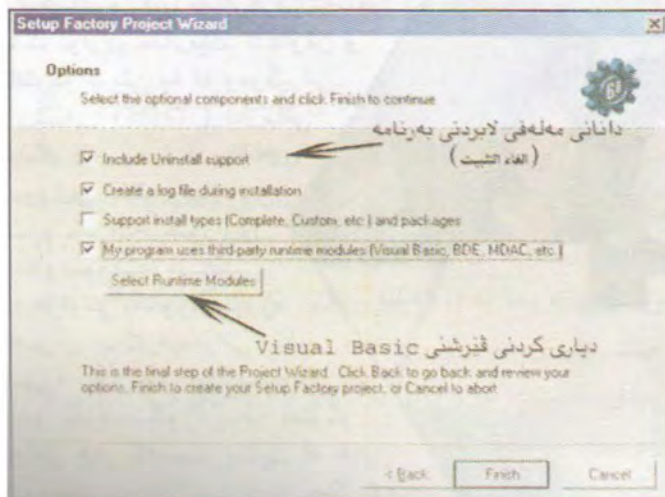 Setup Factory Project Wizard
Options
Select the optional components and click Finish to continue
دانانی مەلەفی لابردنی بەرنامە
(الغاء التثبيت)
Include Uninstall support
Create a log file during installation
Support install types (Complete, Custom, etc.) and packages
My program uses third-party runtime modules (Visual Basic, BDE, MDAC, etc.)
Select Runtime Modules
دیاری کردنی ڤێرشنی Visual Basic
This is the final step of the Project Wizard. Click Back to go back and review your
options, Finish to create your Setup Factory project, or Cancel to abort
< Back
Finish
Cancel